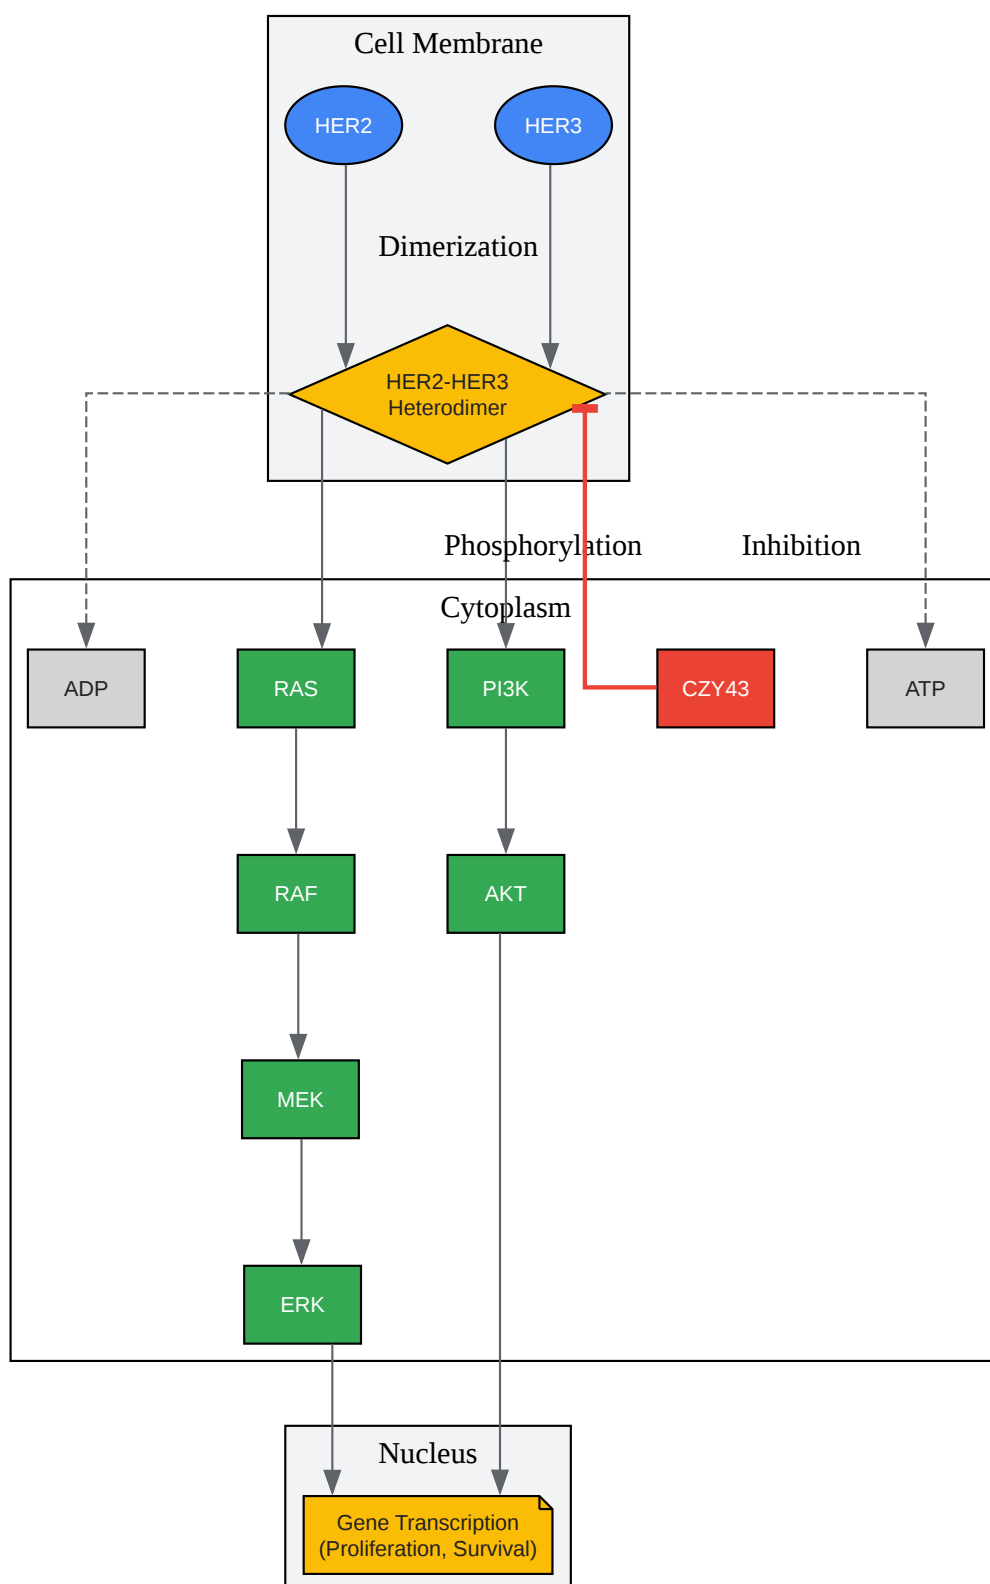 Cell Membrane
HER2
HER3
Dimerization
HER2-HER3
Heterodimer
Phosphorylation
Inhibition
Cytoplasm
ADP
RAS
PI3K
CZY43
ATP
RAF
AKT
MEK
ERK
Nucleus
Gene Transcription
(Proliferation, Survival)